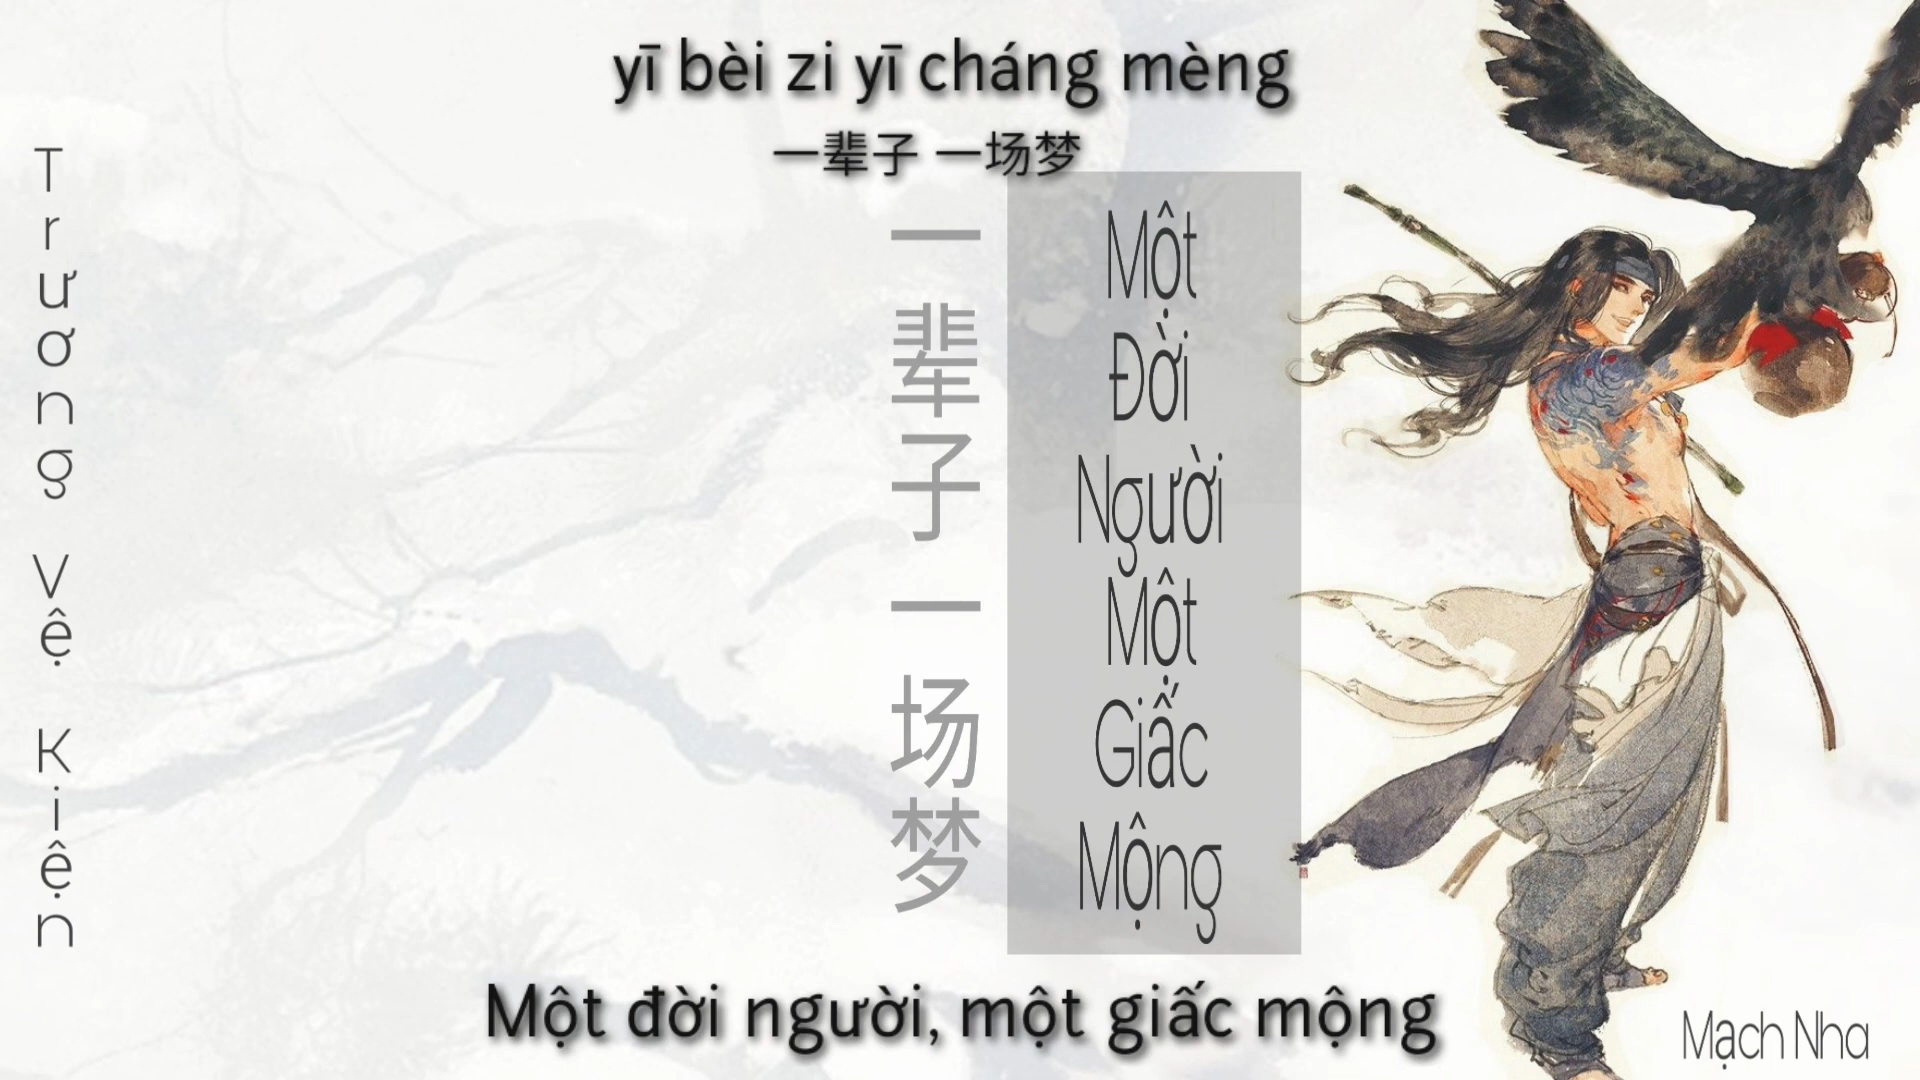 yī bèi zi yī cháng mèng
一辈子 一场梦
Trương Vệ Kiện
一辈子一场梦
Một
Đời
Người
Một
Giấc
Mộng
Một đời người, một giấc mộng
Mạch Nha